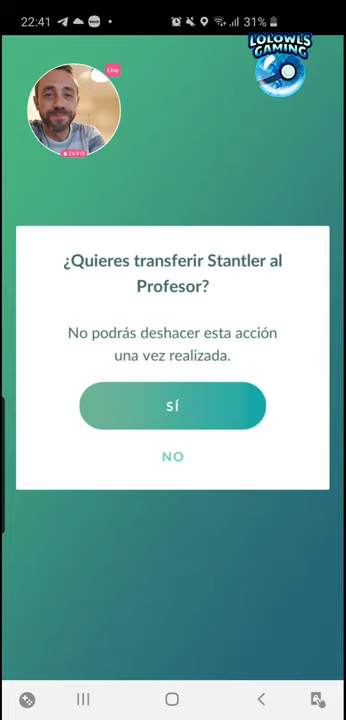 22:41
31%
LOLOWLS
GAMING
Live
¿Quieres transferir Stantler al
Profesor?
No podrás deshacer esta acción
una vez realizada.
SÍ
NO